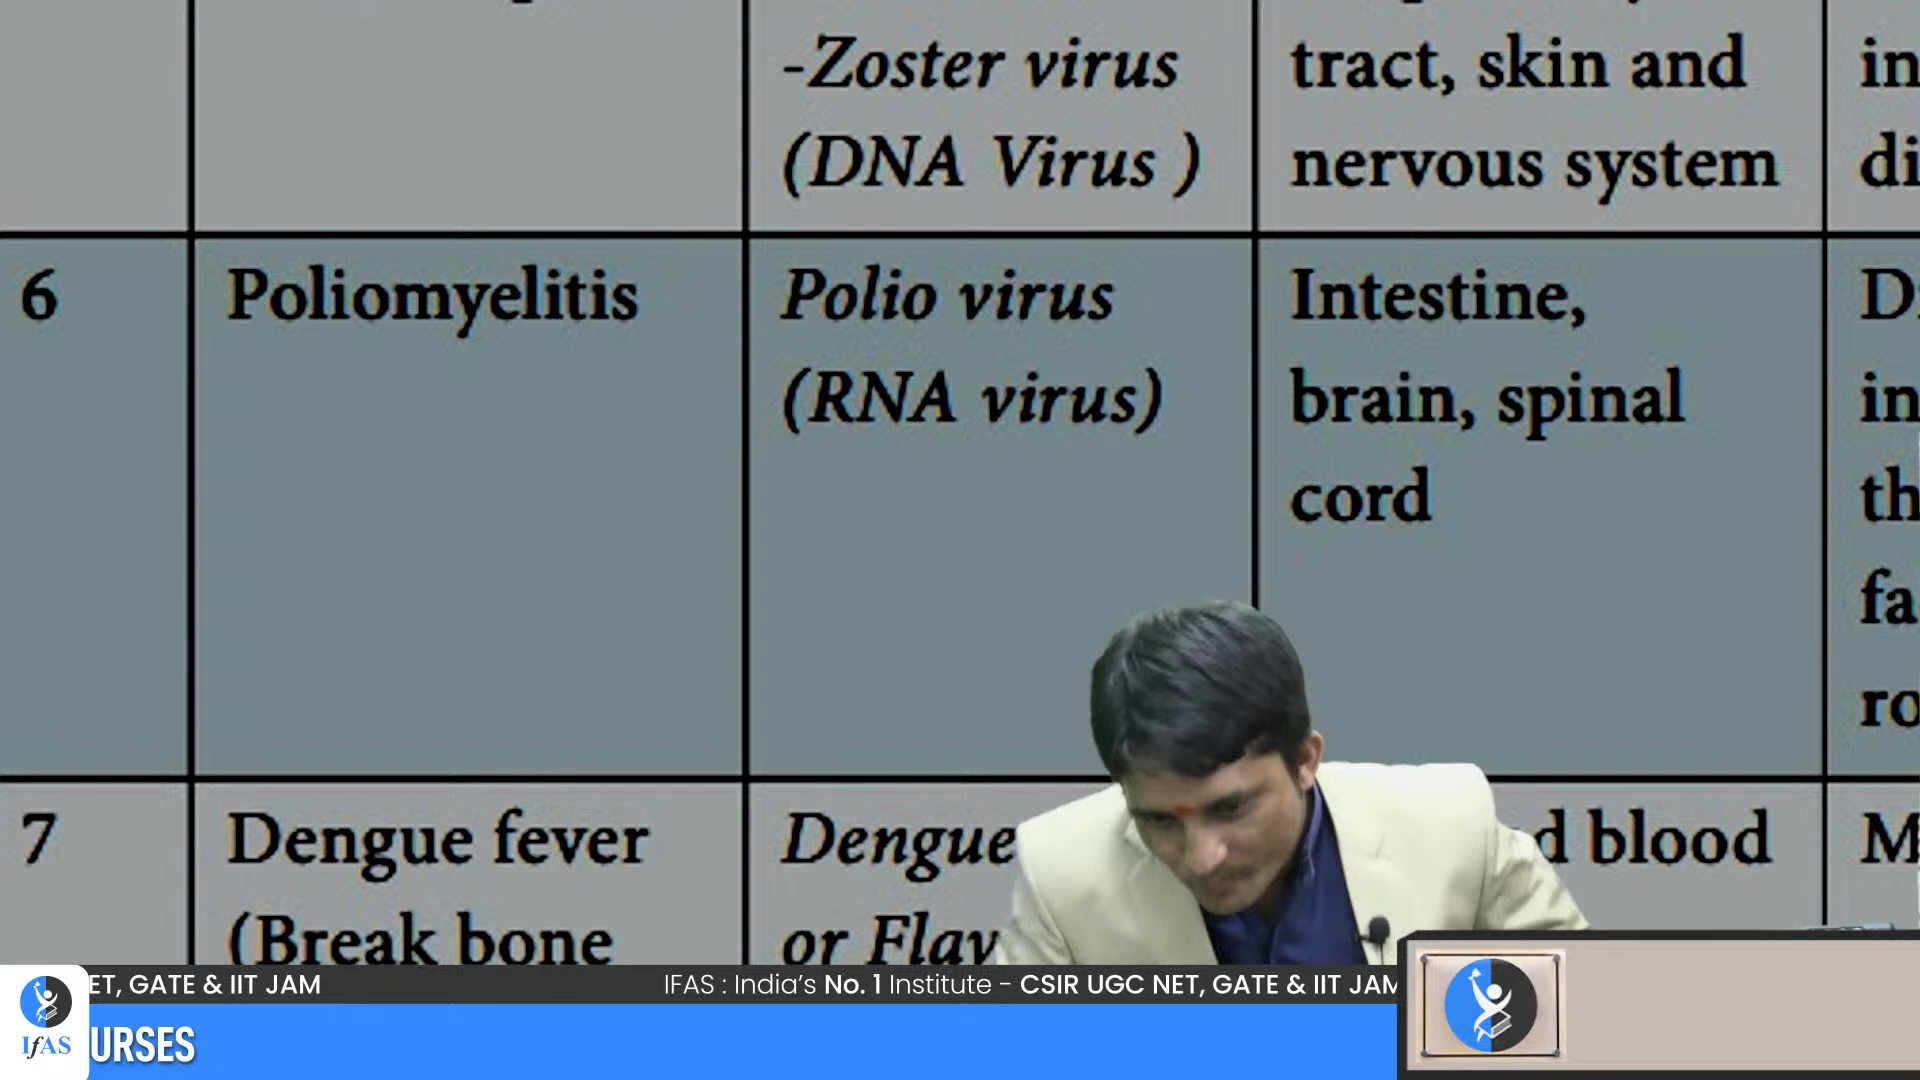 -Zoster virus
(DNA Virus )
tract, skin and
nervous system
6
Poliomyelitis
Polio virus
(RNA virus)
Intestine,
brain, spinal
cord
7
Dengue fever
(Break bone
Dengue
or
blood
ET, GATE & IIT JAM
IFAS : India's No. 1 Institute - CSIR UGC NET, GATE & IIT JAM
IfAS
URSES